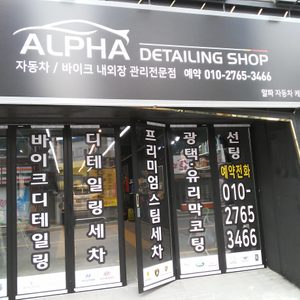 ALPHA DETAILING SHOP
자동차 / 바이크 내외장 관리전문점 예약 010-2765-3466
알파 자동차 케
바이크디테일링
디테일링세차
프리미엄스팀세차
광택·유리막코팅
선팅
예약전화
010-
2765
3466